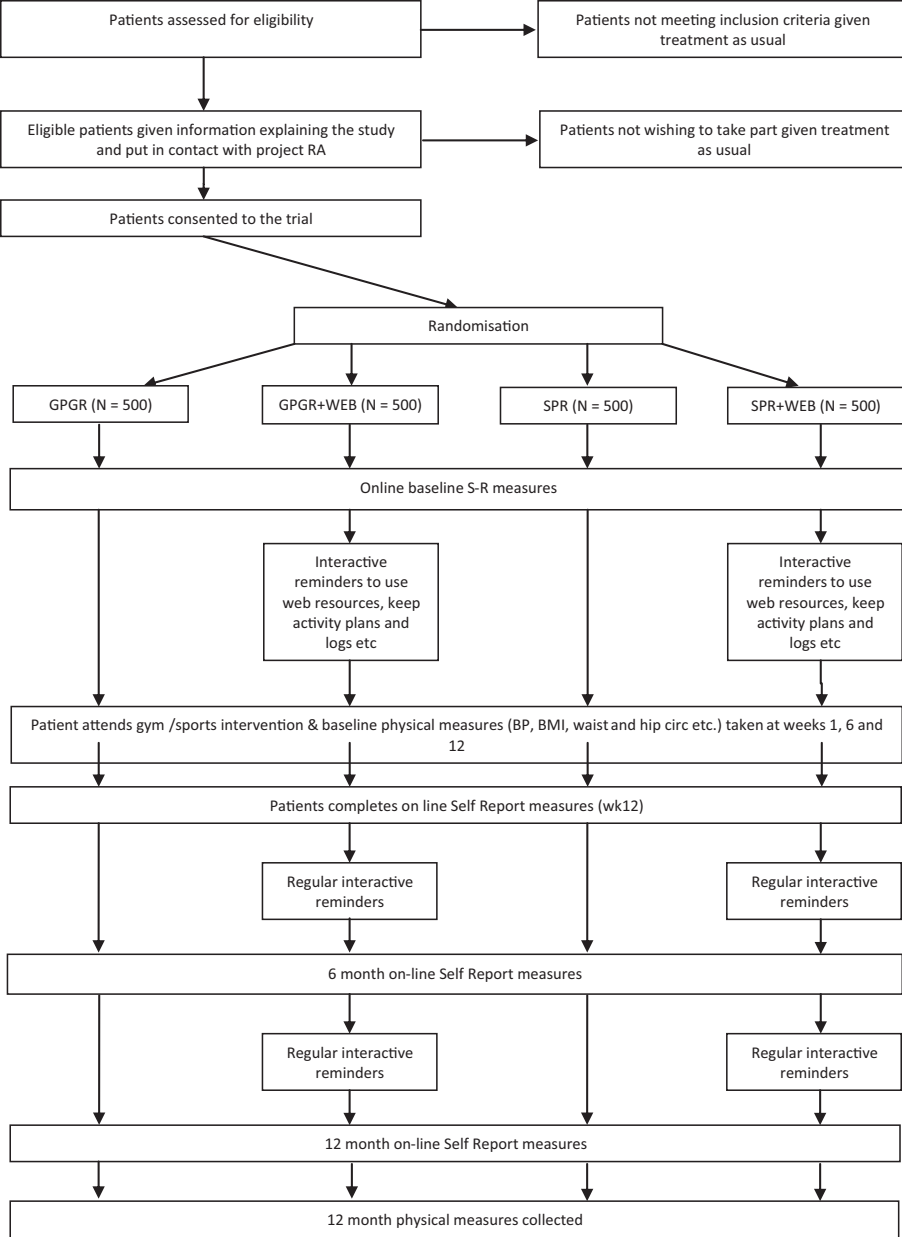 Patients assessed for eligibility
Patients not meeting inclusion criteria given
treatment as usual
Eligible patients given information explaining the study
and put in contact with project RA
Patients not wishing to take part given treatment
as usual
Patients consented to the trial
Randomisation
GPGR (N = 500)
GPGR+WEB (N = 500)
SPR (N = 500)
SPR+WEB (N = 500)
Online baseline S-R measures
Interactive
reminders to use
web resources, keep
activity plans and
logs etc
Interactive
reminders to use
web resources, keep
activity plans and
logs etc
Patient attends gym /sports intervention & baseline physical measures (BP, BMI, waist and hip circ etc.) taken at weeks 1, 6 and
12
Patients completes on line Self Report measures (wk12)
Regular interactive
reminders
Regular interactive
reminders
6 month on-line Self Report measures
Regular interactive
reminders
Regular interactive
reminders
12 month on-line Self Report measures
12 month physical measures collected